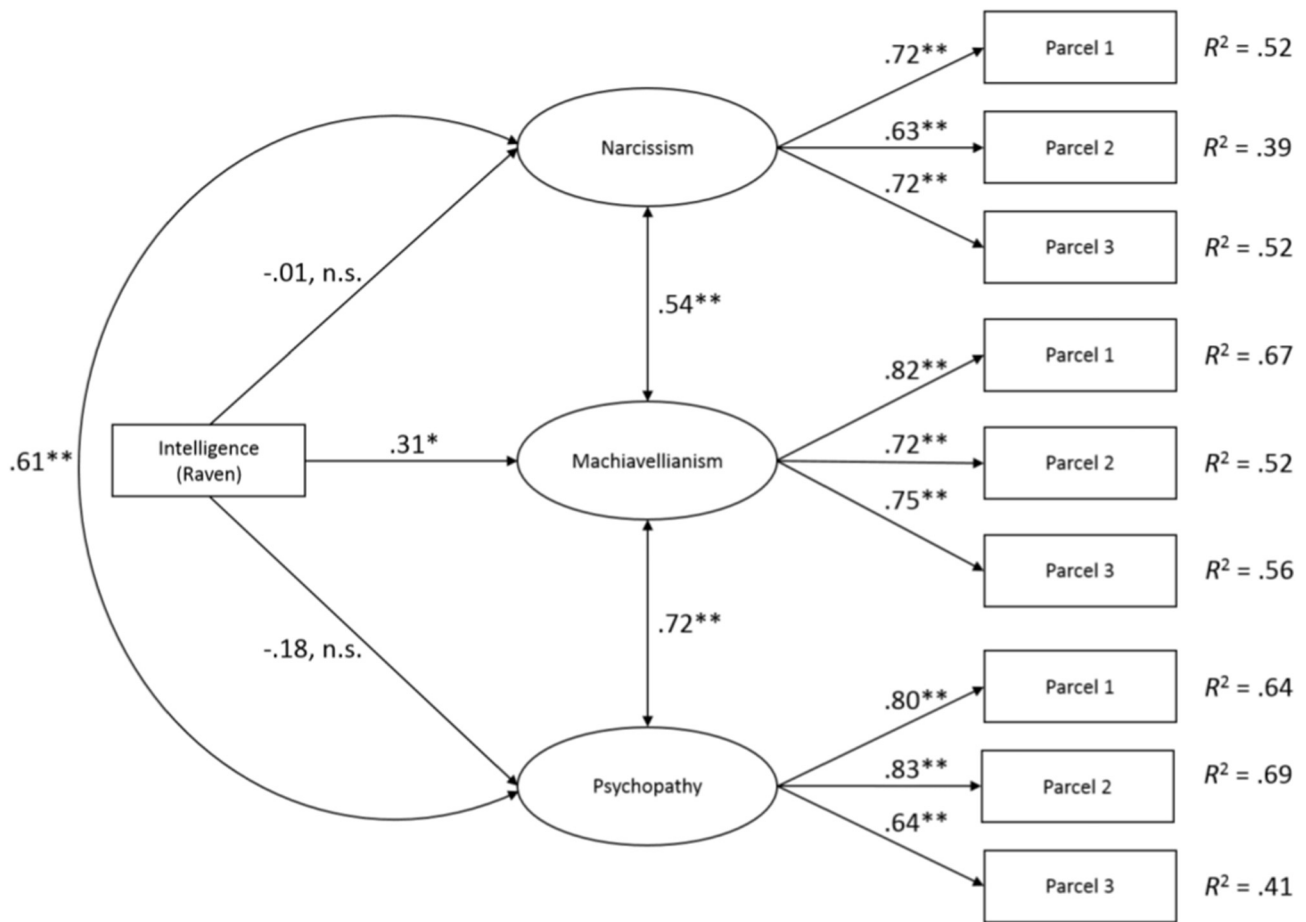 .72**
Parcel 1
R² = .52
Narcissism
.63**
Parcel 2
R² = .39
.72**
Parcel 3
R² = .52
-.01, n.s.
.54**
.82**
Parcel 1
R² = .67
.61**
Intelligence
(Raven)
.31*
Machiavellianism
.72**
Parcel 2
R² = .52
.75**
Parcel 3
R² = .56
-.18, n.s.
.72**
.80**
Parcel 1
R² = .64
Psychopathy
.83**
Parcel 2
R² = .69
.64**
Parcel 3
R² = .41